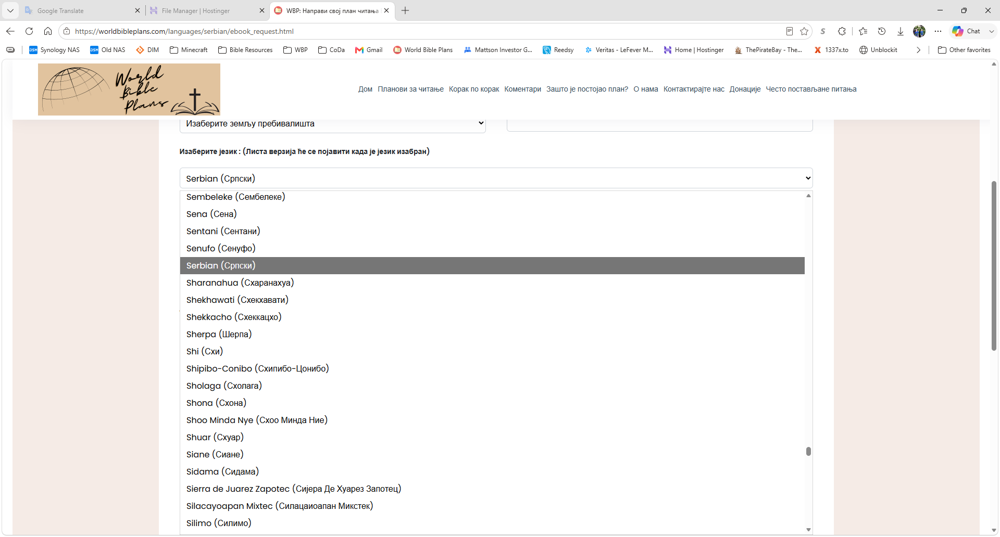 Google Translate
File Manager | Hostinger
WBP: Направи свој план читања
https://worldbibleplans.com/languages/serbian/ebook_request.html
Chat
Synology NAS
Old NAS
DIM
Minecraft
Bible Resources
WBP
CoDa
Gmail
World Bible Plans
Mattson Investor G...
Reedsy
Veritas - LeFever M...
Home | Hostinger
ThePirateBay - The...
1337x.to
Unblockit
Other favorites
World
Bible
Plans
Дом Планови за читање Корак по корак Коментари Зашто је постојао план? О нама Контактирајте нас Донације Често постављане питања
Изаберите земљу пребивалишта
Изаберите језик : (Листа верзија ће се појавити када је језик изабран)
Serbian (Српски)
Sembeleke (Сембелеке)
Sena (Сена)
Sentani (Сентани)
Senufo (Сенуфо)
Serbian (Српски)
Sharanahua (Схаранахуа)
Shekhawati (Схекхавати)
Shekkacho (Схеккацхо)
Sherpa (Шерпа)
Shi (Схи)
Shipibo-Conibo (Схипибо-Цонибо)
Sholaga (Схолага)
Shona (Схона)
Shoo Minda Nye (Схоо Минда Ние)
Shuar (Схуар)
Siane (Сиане)
Sidama (Сидама)
Sierra de Juarez Zapotec (Сијера Де Хуарез Запотец)
Silacayoapan Mixtec (Силацаиоапан Микстек)
Silimo (Силимо)